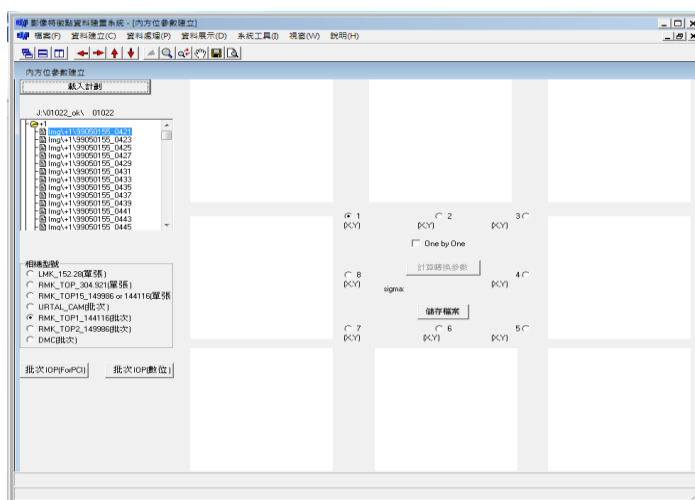 影像特徵點資料建置系統 - [內方位參數建立]
檔案(F) 資料建立(C) 資料處理(P) 資料展示(D) 系統工具(I) 視窗(W) 說明(H)
內方位參數建立
載入計劃
J:\01022_ok\ 01022
+1
Img\+1\99050155_0421
Img\+1\99050155_0423
Img\+1\99050155_0425
Img\+1\99050155_0427
Img\+1\99050155_0429
Img\+1\99050155_0431
Img\+1\99050155_0433
Img\+1\99050155_0435
Img\+1\99050155_0437
Img\+1\99050155_0439
Img\+1\99050155_0441
Img\+1\99050155_0443
Img\+1\99050155_0445
1 2 3
(X,Y) (X,Y) (X,Y)
One by One
計算轉換參數
8 4
(X,Y) (X,Y)
sigma:
儲存檔案
7 6 5
(X,Y) (X,Y) (X,Y)
相機型號
LMK_152.28(單張)
RMK_TOP_304.921(單張)
RMK_TOP15_149986 or 144116(單張
URTAL_CAM(批次)
RMK_TOP1_144116(批次)
RMK_TOP2_149986(批次)
DMC(批次)
批次IOP(ForPCI) 批次IOP(數位)